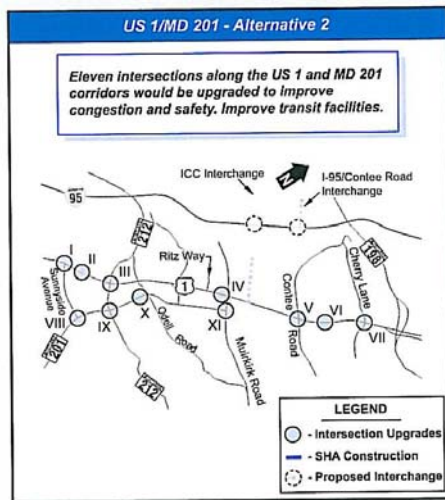 US 1/MD 201 - Alternative 2
Eleven intersections along the US 1 and MD 201
corridors would be upgraded to improve
congestion and safety. Improve transit facilities.
ICC Interchange
N
I-95/Contee Road
Interchange
95
212
198
Ritz Way
1
I
II
III
IV
Sunnyside
Avenue
VIII
IX
X
XI
Odell Road
Muirkirk Road
Contee
Road
Cherry Lane
V
VI
VII
201
212
LEGEND
- Intersection Upgrades
- SHA Construction
- Proposed Interchange